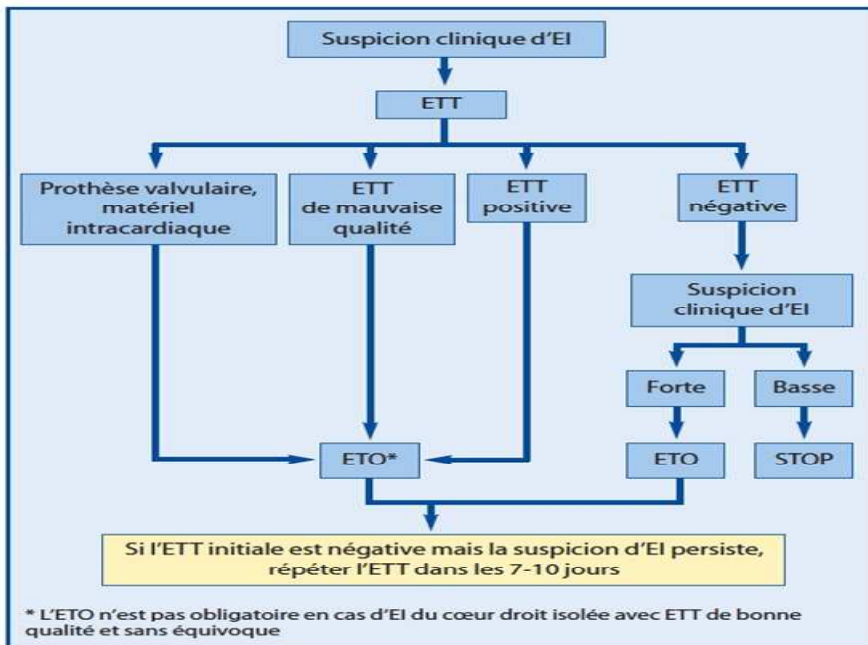 Suspicion clinique d'EI
ETT
Prothèse valvulaire,
matériel
intracardiaque
ETT
de mauvaise
qualité
ETT
positive
ETT
négative
Suspicion
clinique d'EI
Forte
Basse
ETO*
ETO
STOP
Si l'ETT initiale est négative mais la suspicion d'EI persiste,
répéter l'ETT dans les 7-10 jours
* L'ETO n'est pas obligatoire en cas d'EI du cœur droit isolée avec ETT de bonne
qualité et sans équivoque